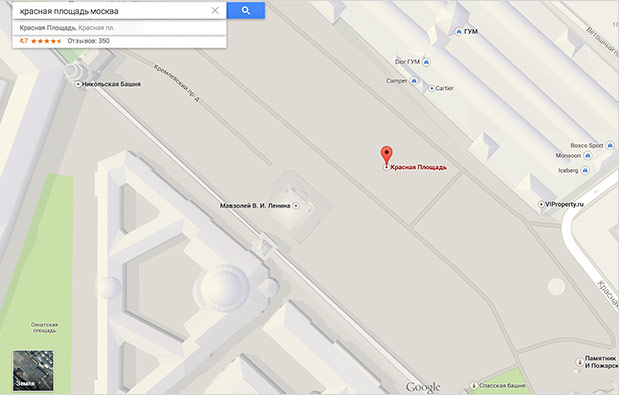 красная площадь москва
Красная Площадь, Красная пл.
4,7 Отзывов: 350
ГУМ
Ветошный
Dior ГУМ
Camper
Cartier
Никольская Башня
Кремлевский пр-д
Красная Площадь
Bosco Sport
Monsoon
Iceberg
Мавзолей В. И. Ленина
VIProperty.ru
Красная
Сенатская
площадь
Памятник
И Пожарск
Земля
Google
Спасская Башня